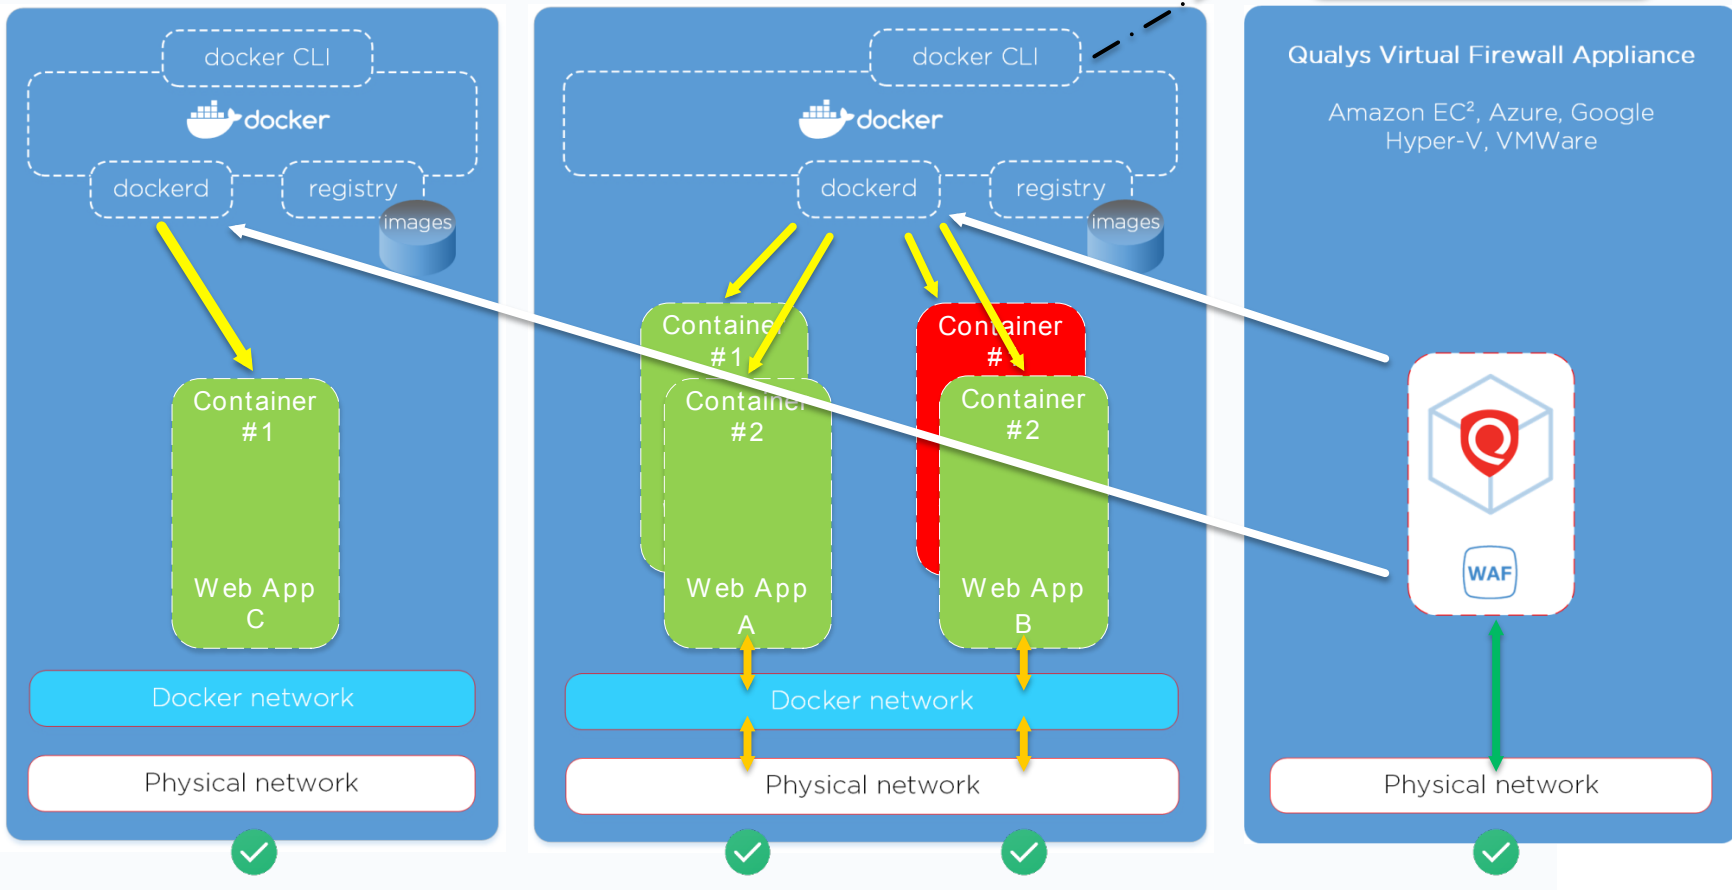 docker CLI
docker
dockerd
registry
images
Container
#1
Web App
C
Docker network
Physical network
docker CLI
docker
dockerd
registry
images
Container
#1
Container
#2
Web App
A
Container
#
Container
#2
Web App
B
Docker network
Physical network
Qualys Virtual Firewall Appliance
Amazon EC², Azure, Google
Hyper-V, VMWare
WAF
Physical network